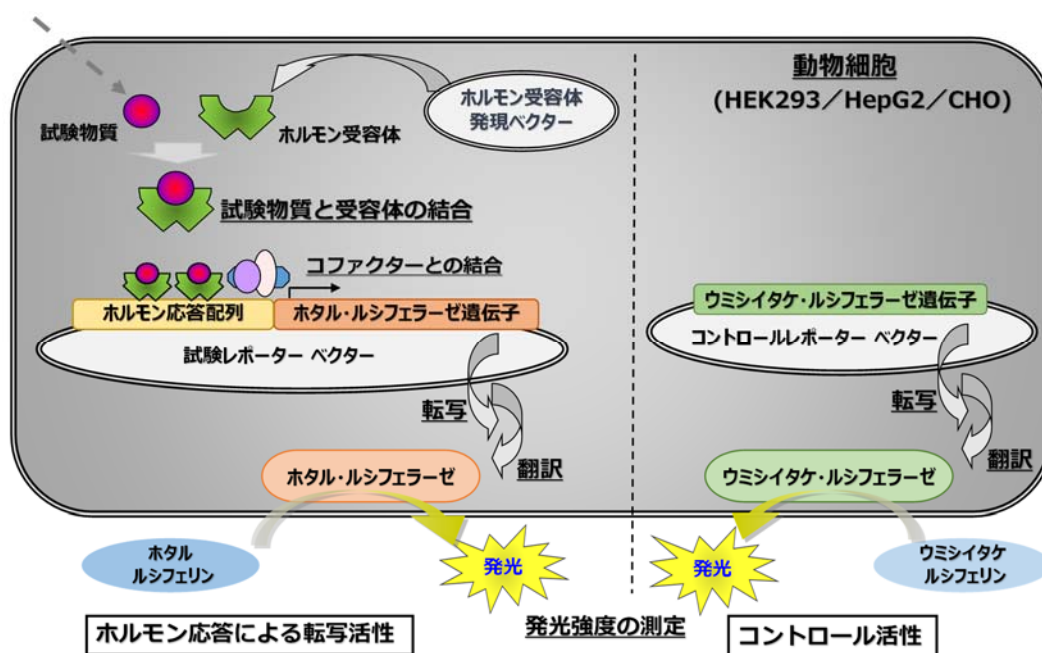 動物細胞
(HEK293／HepG2／CHO)
ホルモン受容体
発現ベクター
試験物質
ホルモン受容体
試験物質と受容体の結合
コファクターとの結合
ホルモン応答配列
ホタル・ルシフェラーゼ遺伝子
試験レポーター ベクター
ウミシイタケ・ルシフェラーゼ遺伝子
コントロールレポーター ベクター
転写
翻訳
転写
翻訳
ホタル・ルシフェラーゼ
ウミシイタケ・ルシフェラーゼ
ホタル
ルシフェリン
発光
発光
ウミシイタケ
ルシフェリン
ホルモン応答による転写活性
発光強度の測定
コントロール活性